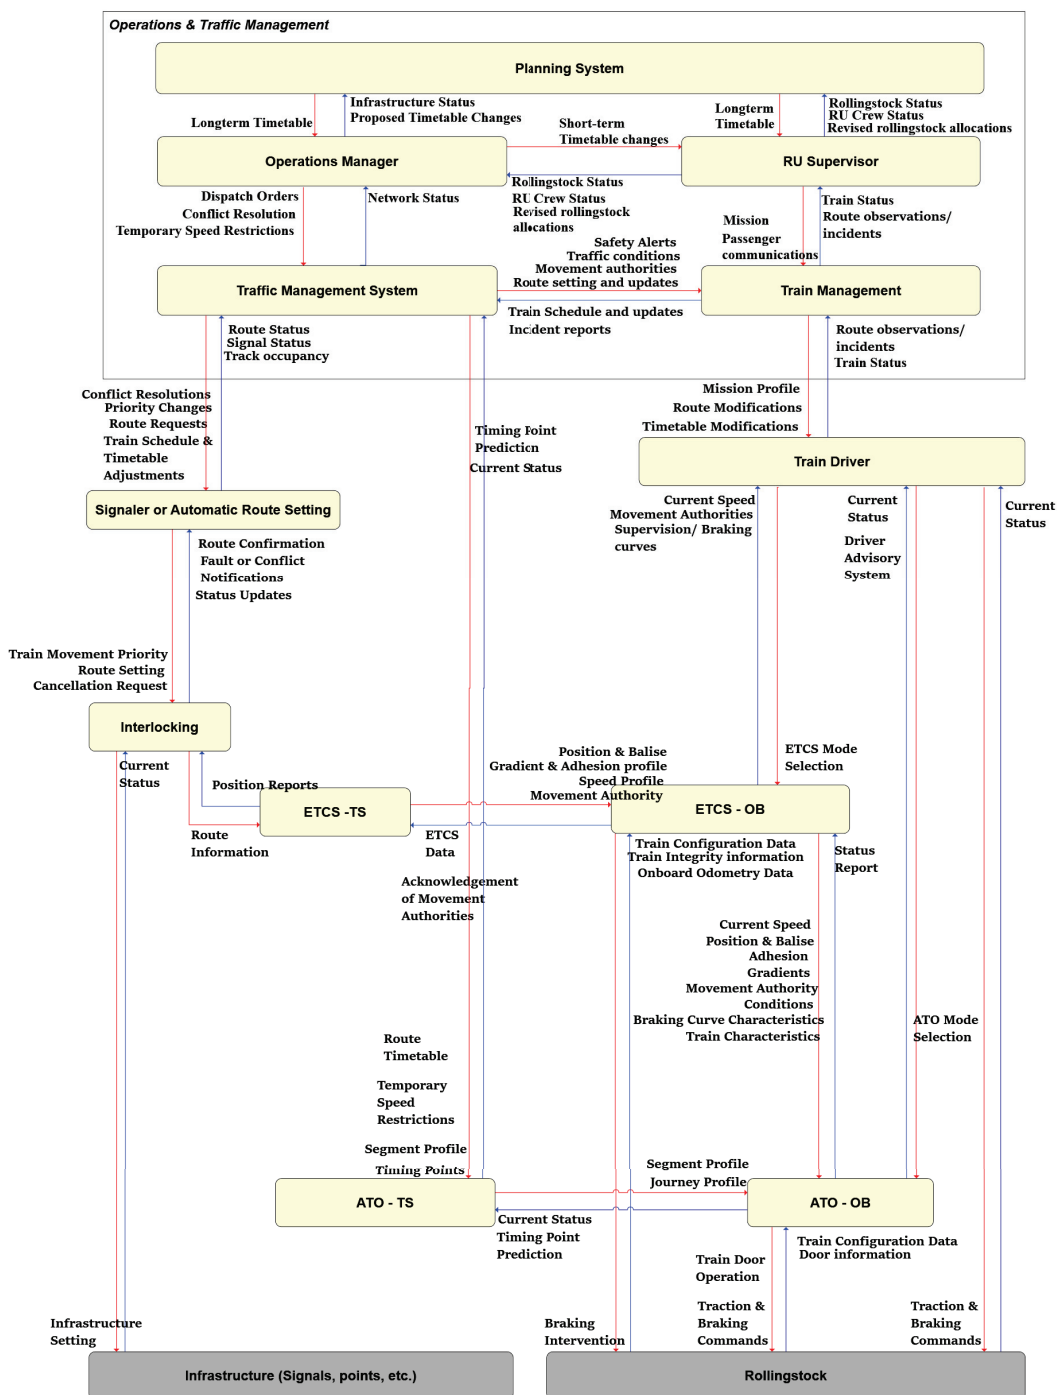 Operations & Traffic Management
Planning System
Infrastructure Status
Proposed Timetable Changes
Longterm Timetable
Longterm
Timetable
Rollingstock Status
RU Crew Status
Revised rollingstock allocations
Short-term
Timetable changes
Operations Manager
RU Supervisor
Rollingstock Status
RU Crew Status
Revised rollingstock
allocations
Dispatch Orders
Conflict Resolution
Temporary Speed Restrictions
Network Status
Train Status
Route observations/
incidents
Mission
Passenger
communications
Safety Alerts
Traffic conditions
Movement authorities
Route setting and updates
Traffic Management System
Train Management
Train Schedule and updates
Incident reports
Route Status
Signal Status
Track occupancy
Route observations/
incidents
Train Status
Conflict Resolutions
Priority Changes
Route Requests
Train Schedule &
Timetable
Adjustments
Mission Profile
Route Modifications
Timetable Modifications
Timing Point
Prediction
Current Status
Train Driver
Signaler or Automatic Route Setting
Current Speed
Movement Authorities
Supervision/ Braking
curves
Current
Status
Driver
Advisory
System
Current
Status
Route Confirmation
Fault or Conflict
Notifications
Status Updates
Train Movement Priority
Route Setting
Cancellation Request
Interlocking
Current
Status
Position Reports
Position & Balise
Gradient & Adhesion profile
Speed Profile
Movement Authority
ETCS Mode
Selection
ETCS -TS
ETCS - OB
Route
Information
ETCS
Data
Train Configuration Data
Train Integrity information
Onboard Odometry Data
Status
Report
Acknowledgement
of Movement
Authorities
Current Speed
Position & Balise
Adhesion
Gradients
Movement Authority
Conditions
Braking Curve Characteristics
Train Characteristics
ATO Mode
Selection
Route
Timetable
Temporary
Speed
Restrictions
Segment Profile
Timing Points
Segment Profile
Journey Profile
ATO - TS
ATO - OB
Current Status
Timing Point
Prediction
Train Configuration Data
Door information
Train Door
Operation
Infrastructure
Setting
Braking
Intervention
Traction &
Braking
Commands
Traction &
Braking
Commands
Infrastructure (Signals, points, etc.)
Rollingstock